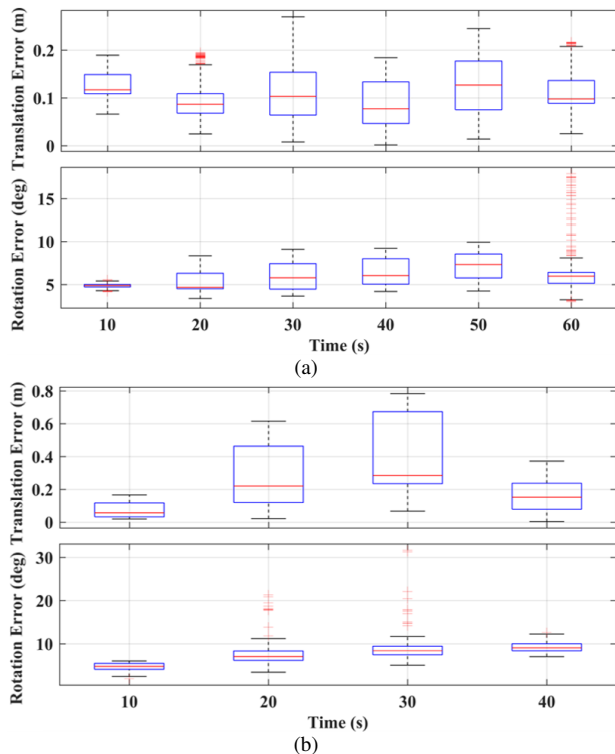 Translation Error (m)
0.2
0.1
0
Rotation Error (deg)
15
10
5
10 20 30 40 50 60
Time (s)
(a)
Translation Error (m)
0.8
0.6
0.4
0.2
0
Rotation Error (deg)
30
20
10
10 20 30 40
Time (s)
(b)